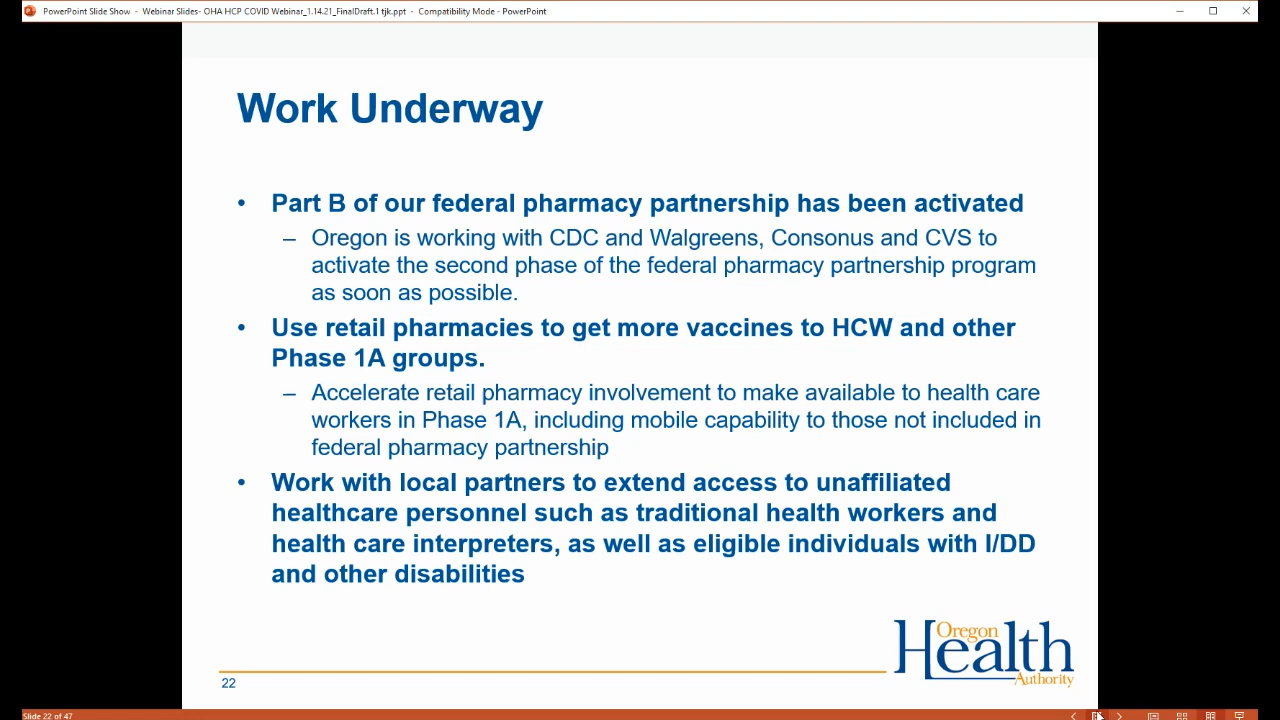 PowerPoint Slide Show - Webinar Slides- OHA HCP COVID Webinar_1.14.21_FinalDraft.1 tjk.ppt - Compatibility Mode - PowerPoint
Work Underway
• Part B of our federal pharmacy partnership has been activated
– Oregon is working with CDC and Walgreens, Consonus and CVS to
activate the second phase of the federal pharmacy partnership program
as soon as possible.
• Use retail pharmacies to get more vaccines to HCW and other
Phase 1A groups.
– Accelerate retail pharmacy involvement to make available to health care
workers in Phase 1A, including mobile capability to those not included in
federal pharmacy partnership
• Work with local partners to extend access to unaffiliated
healthcare personnel such as traditional health workers and
health care interpreters, as well as eligible individuals with I/DD
and other disabilities
Oregon
Health
Authority
22
Slide 22 of 47